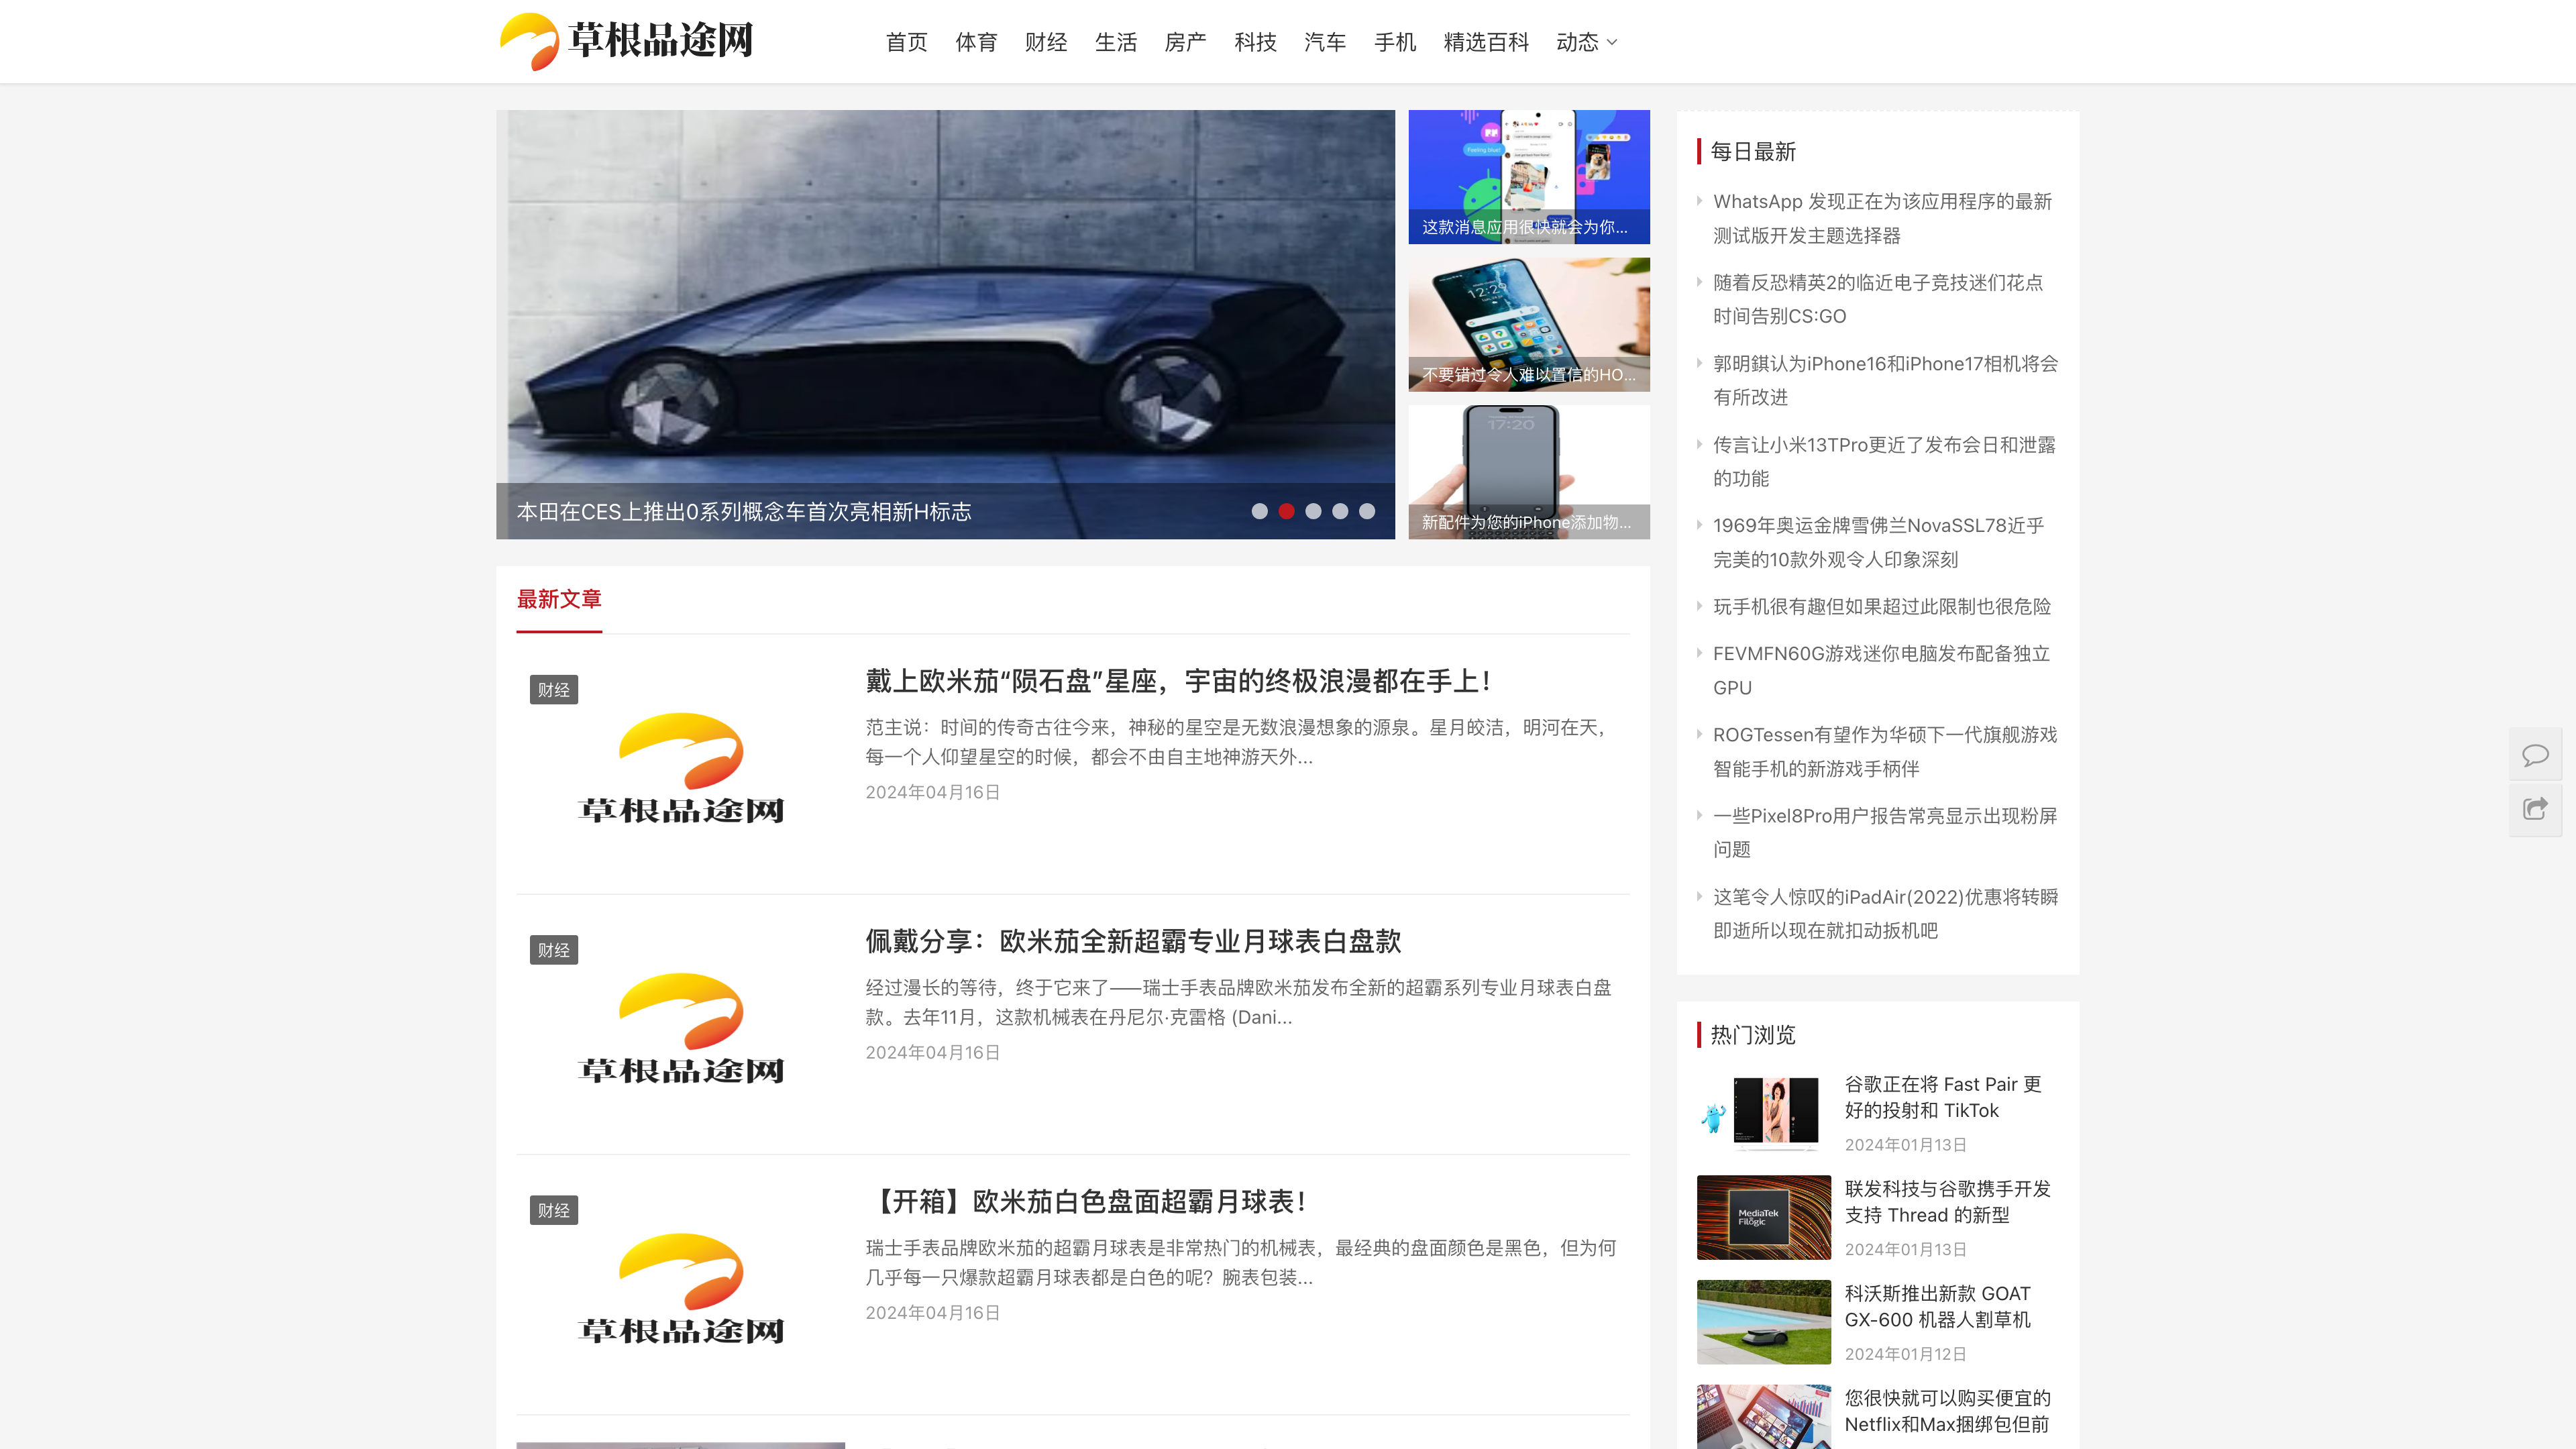 草根品途网
首页 体育 财经 生活 房产 科技 汽车 手机 精选百科 动态
本田在CES上推出0系列概念车首次亮相新H标志
Feeling blue!
这款消息应用很快就会为你...
12:29
不要错过令人难以置信的HO...
17:20
新配件为您的iPhone添加物...
最新文章
财经
草根品途网
戴上欧米茄“陨石盘”星座，宇宙的终极浪漫都在手上！
范主说：时间的传奇古往今来，神秘的星空是无数浪漫想象的源泉。星月皎洁，明河在天，
每一个人仰望星空的时候，都会不由自主地神游天外...
2024年04月16日
财经
草根品途网
佩戴分享：欧米茄全新超霸专业月球表白盘款
经过漫长的等待，终于它来了——瑞士手表品牌欧米茄发布全新的超霸系列专业月球表白盘
款。去年11月，这款机械表在丹尼尔·克雷格 (Dani...
2024年04月16日
财经
草根品途网
【开箱】欧米茄白色盘面超霸月球表！
瑞士手表品牌欧米茄的超霸月球表是非常热门的机械表，最经典的盘面颜色是黑色，但为何
几乎每一只爆款超霸月球表都是白色的呢？腕表包装...
2024年04月16日
每日最新
WhatsApp 发现正在为该应用程序的最新
测试版开发主题选择器
随着反恐精英2的临近电子竞技迷们花点
时间告别CS:GO
郭明錤认为iPhone16和iPhone17相机将会
有所改进
传言让小米13TPro更近了发布会日和泄露
的功能
1969年奥运金牌雪佛兰NovaSSL78近乎
完美的10款外观令人印象深刻
玩手机很有趣但如果超过此限制也很危险
FEVMFN60G游戏迷你电脑发布配备独立
GPU
ROGTessen有望作为华硕下一代旗舰游戏
智能手机的新游戏手柄伴
一些Pixel8Pro用户报告常亮显示出现粉屏
问题
这笔令人惊叹的iPadAir(2022)优惠将转瞬
即逝所以现在就扣动扳机吧
热门浏览
谷歌正在将 Fast Pair 更
好的投射和 TikTok
2024年01月13日
MediaTek
Filogic
联发科技与谷歌携手开发
支持 Thread 的新型
2024年01月13日
科沃斯推出新款 GOAT
GX-600 机器人割草机
2024年01月12日
您很快就可以购买便宜的
Netflix和Max捆绑包但前